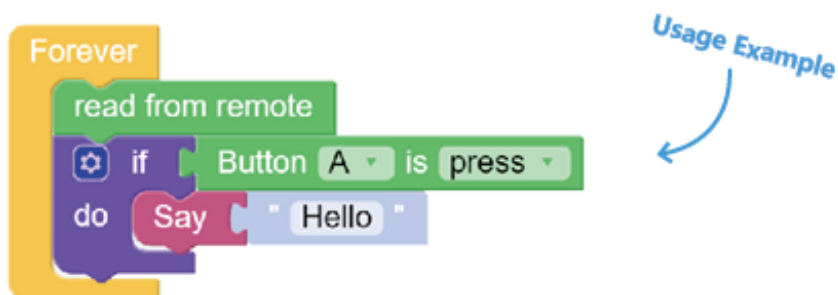 Forever
Usage Example
read from remote
if Button A is press
do Say " Hello "